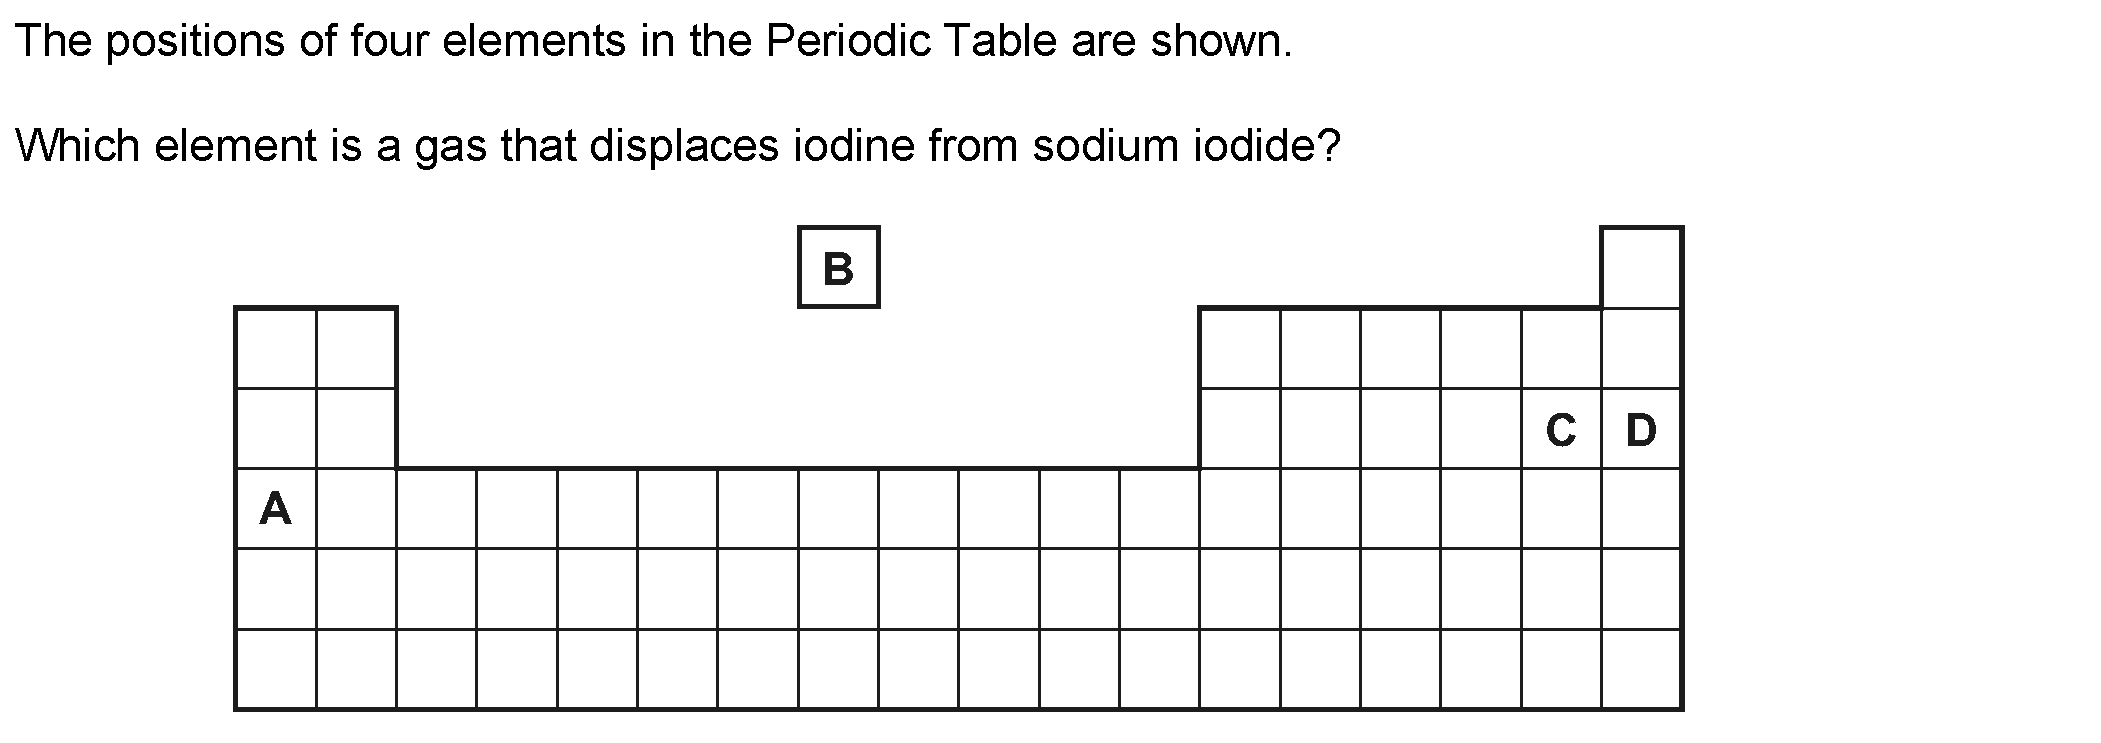 The positions of four elements in the Periodic Table are shown.
Which element is a gas that displaces iodine from sodium iodide?
B
C D
A